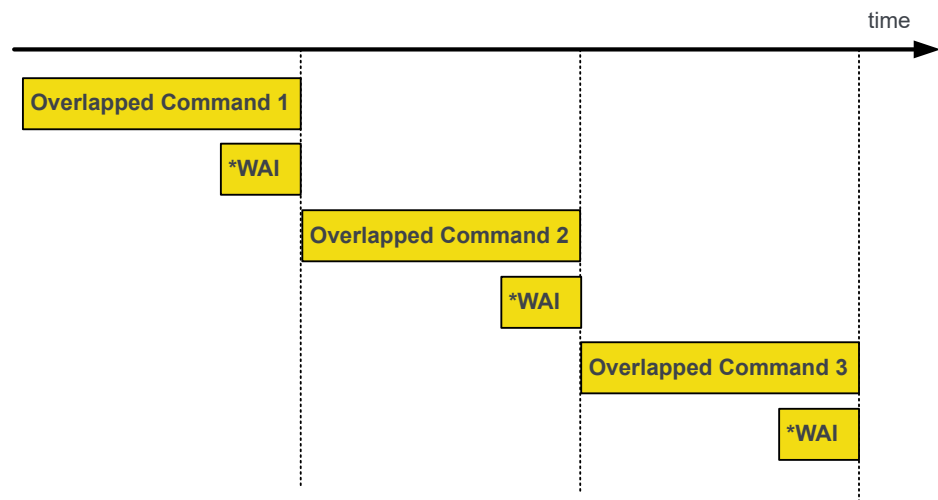 time
Overlapped Command 1
*WAI
Overlapped Command 2
*WAI
Overlapped Command 3
*WAI